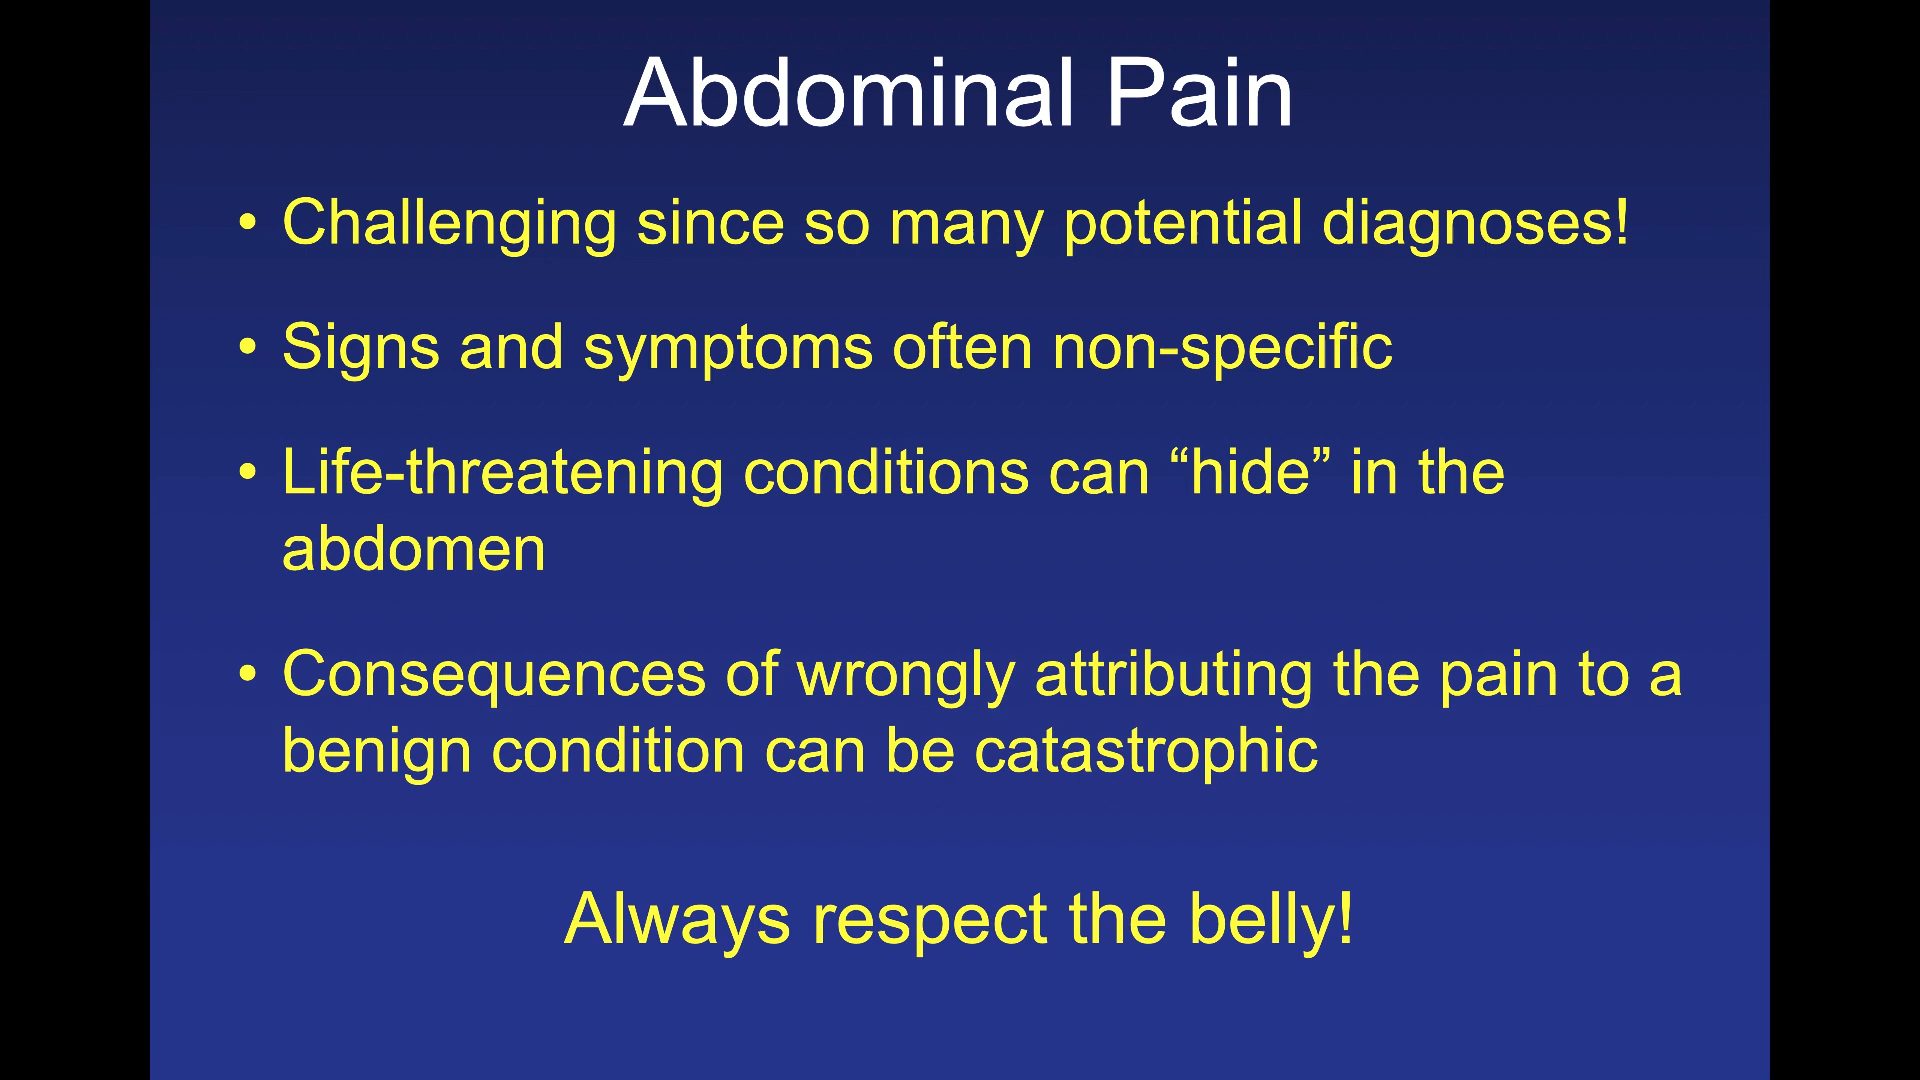 Abdominal Pain
• Challenging since so many potential diagnoses!
• Signs and symptoms often non-specific
• Life-threatening conditions can “hide” in the
abdomen
• Consequences of wrongly attributing the pain to a
benign condition can be catastrophic
Always respect the belly!